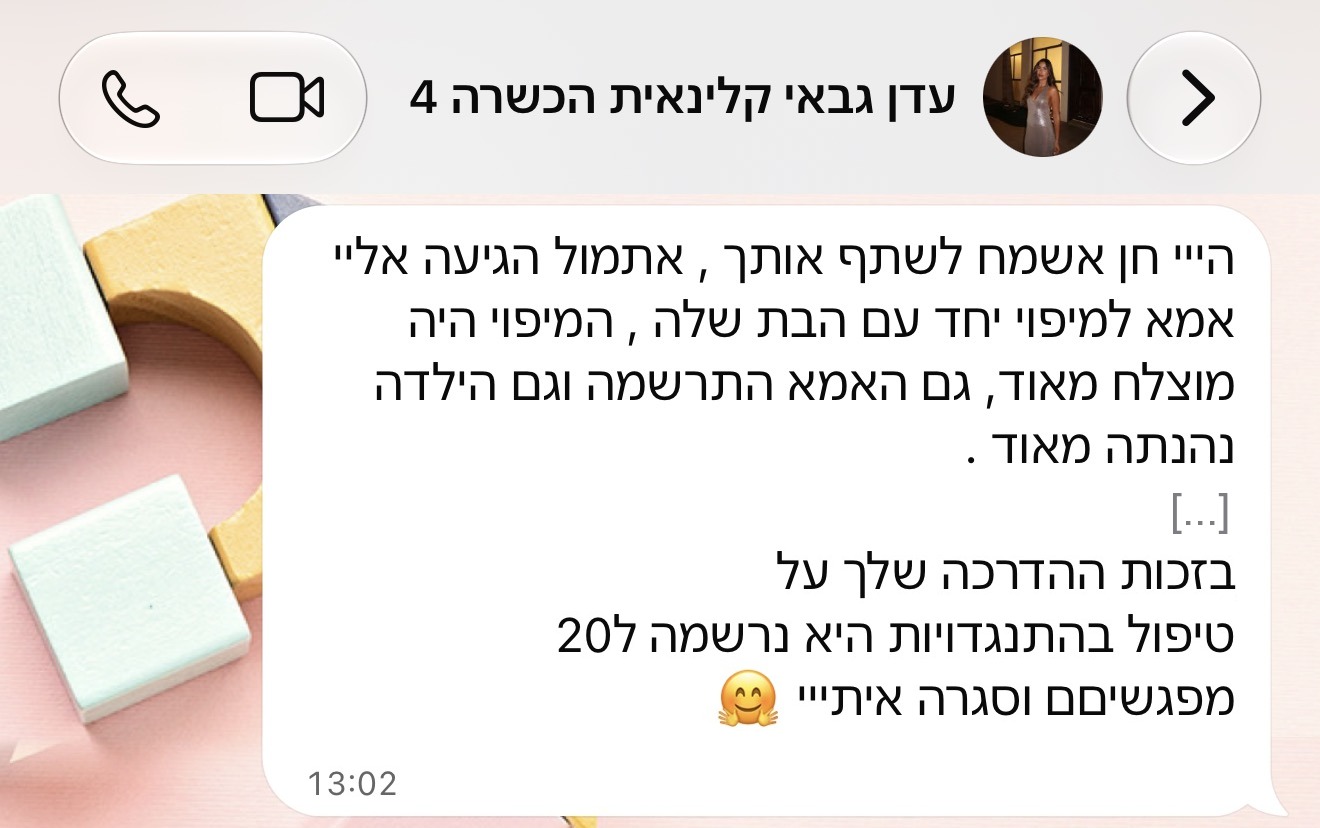 עדן גבאי קלינאית הכשרה 4
הייי חן אשמח לשתף אותך , אתמול הגיעה אליי
אמא למיפוי יחד עם הבת שלה , המיפוי היה
מוצלח מאוד, גם האמא התרשמה וגם הילדה
נהנתה מאוד .
[...]
בזכות ההדרכה שלך על
טיפול בהתנגדויות היא נרשמה ל20
מפגשיםם וסגרה איתייי 🤗
13:02